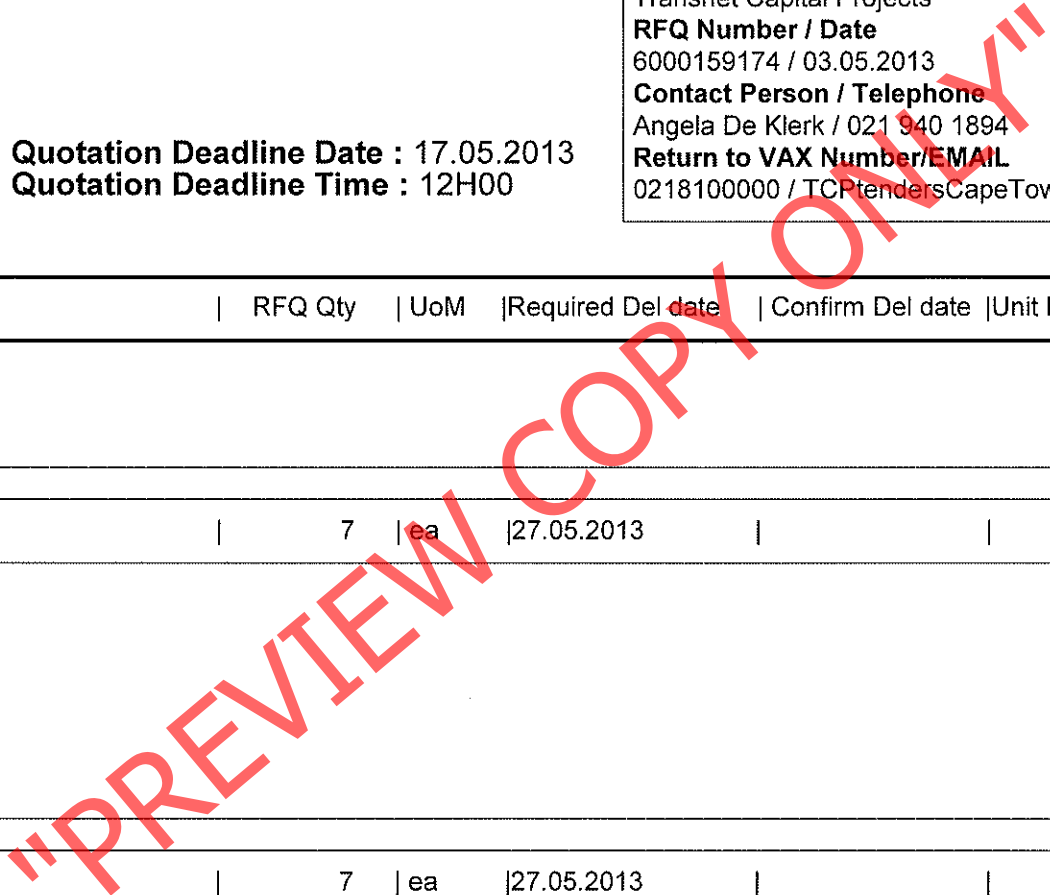 Transnet Capital Projects
RFQ Number / Date
6000159174 / 03.05.2013
Contact Person / Telephone
Angela De Klerk / 021 940 1894
Quotation Deadline Date : 17.05.2013
Return to VAX Number/EMAIL
Quotation Deadline Time : 12H00
0218100000 / TCPtendersCapeTow
| RFQ Qty | UoM |Required Del date | Confirm Del date |Unit
| 7 | ea |27.05.2013 | |
| 7 | ea |27.05.2013 | |
"PREVIEW COPY ONLY"